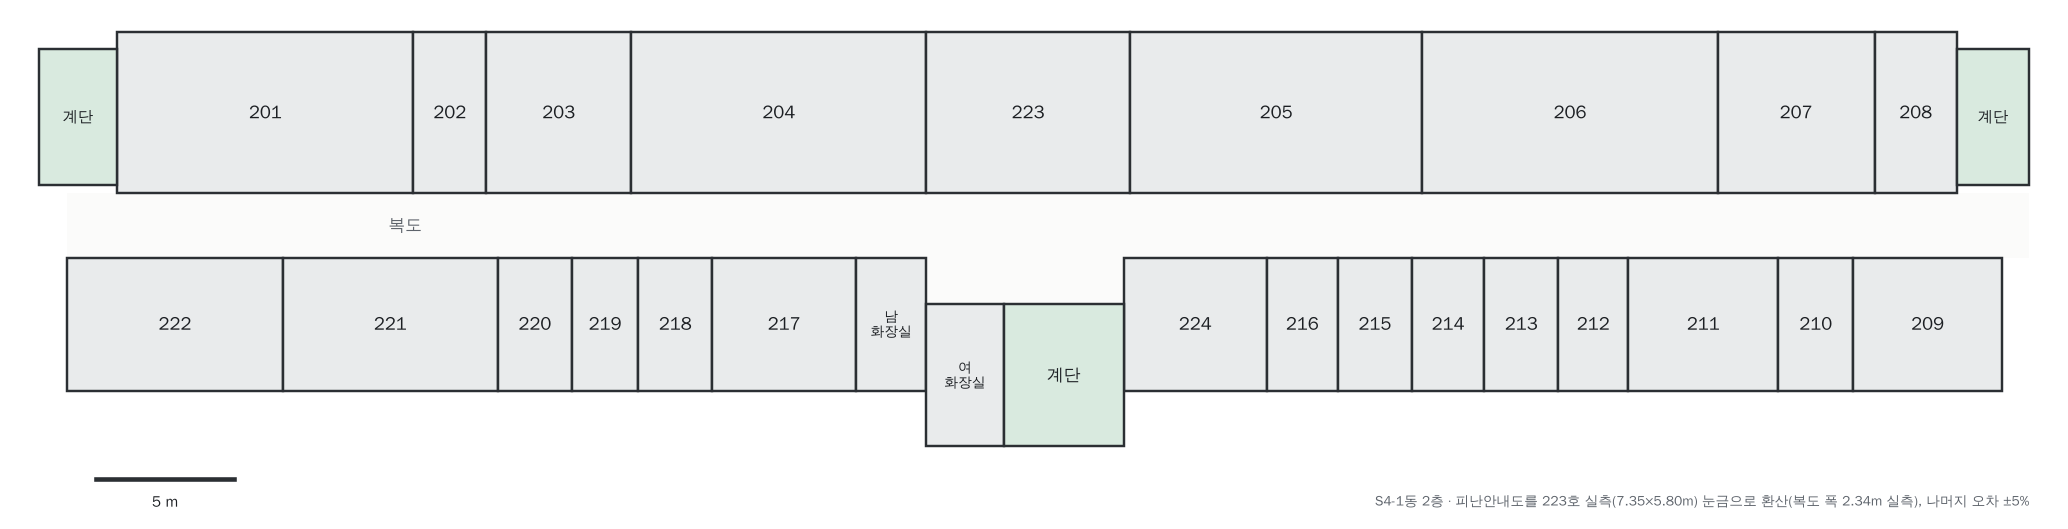 계단
201
202
203
204
223
205
206
207
208
계단
복도
222
221
220
219
218
217
남
화장실
여
화장실
계단
224
216
215
214
213
212
211
210
209
5 m
S4-1동 2층 · 피난안내도를 223호 실측(7.35×5.80m) 눈금으로 환산(복도 폭 2.34m 실측), 나머지 오차 ±5%